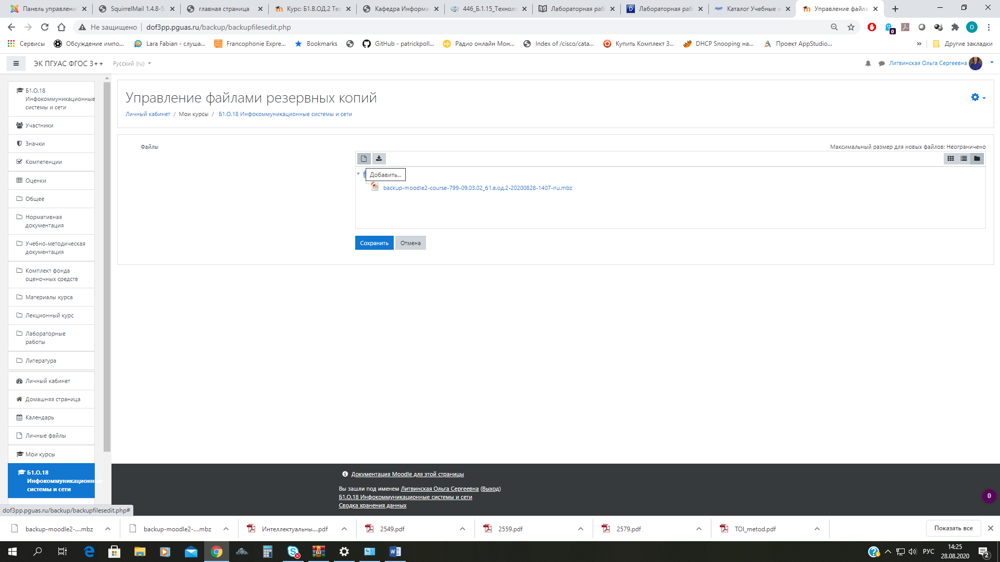 Панель управлени
SquirrelMail 1.4.8-5.
главная страница
Курс: Б1.В.ОД.2 Тес
Кафедра Информа
446_Б.1.15_Технол
Лабораторная раб
Лабораторная раб
Каталог Учебные и
Управление файла
Не защищено
dof3pp.pguas.ru/backup/backupfilesedit.php
0
О
Сервисы
Обсуждение импо...
Lara Fabian - слуша...
Francophonie Expre...
Bookmarks
GitHub - patrickpoll...
Радио онлайн Мон...
Index of /cisco/cata...
Купить Комплект З...
DHCP Snooping на...
Проект AppStudio...
»
Другие закладки
ЭК ПГУАС ФГОС 3++
Русский (ru)
Литвинская Ольга Сергеевна
Б1.О.18
Инфокоммуникационные
системы и сети
Участники
Значки
Компетенции
Оценки
Общее
Нормативная
документация
Учебно-методическая
документация
Комплект фонда
оценочных средств
Материалы курса
Лекционный курс
Лабораторные
работы
Литература
Личный кабинет
Домашняя страница
Календарь
Личные файлы
Мои курсы
Б1.О.18
Инфокоммуникационные
системы и сети
Управление файлами резервных копий
Личный кабинет / Мои курсы / Б1.О.18 Инфокоммуникационные системы и сети
Файлы
Максимальный размер для новых файлов: Неограничено
Добавить...
backup-moodle2-course-799-09.03.02_61.в.од.2-20200828-1407-nu.mbz
Сохранить
Отмена
Документация Moodle для этой страницы
Вы зашли под именем Литвинская Ольга Сергеевна (Выход)
Б1.О.18 Инфокоммуникационные системы и сети
Сводка хранения данных
0
dof3pp.pguas.ru/backup/backupfilesedit.php#
backup-moodle2-....mbz
backup-moodle2-....mbz
Интеллектуальны....pdf
2549.pdf
2559.pdf
2579.pdf
TOI_metod.pdf
Показать все
РУС
14:25
28.08.2020
2